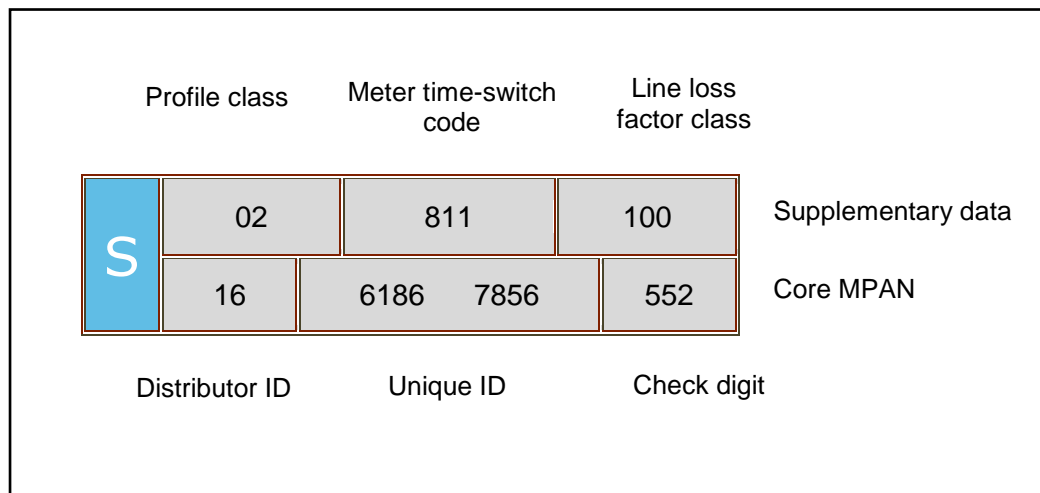 Profile class
Meter time-switch
code
Line loss
factor class
S
02
811
100
Supplementary data
16
6186 7856
552
Core MPAN
Distributor ID
Unique ID
Check digit